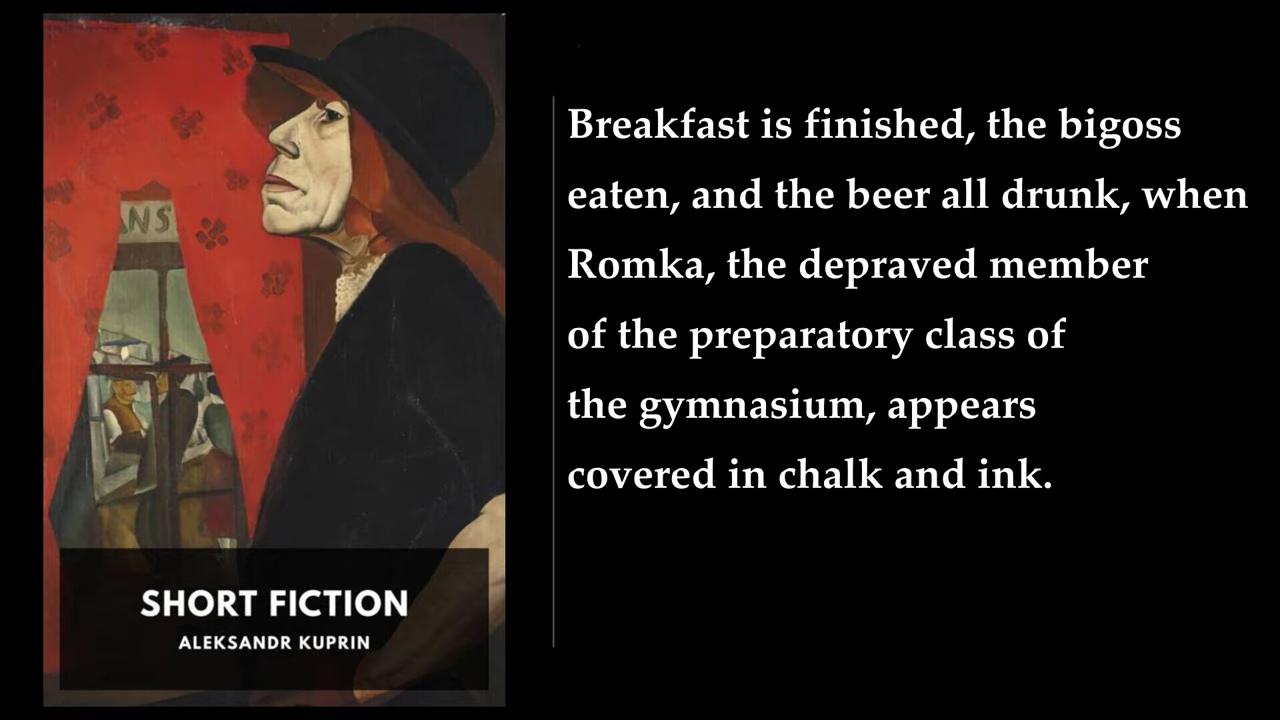 ANS
SHORT FICTION
ALEKSANDR KUPRIN
Breakfast is finished, the bigoss
eaten, and the beer all drunk, when
Romka, the depraved member
of the preparatory class of
the gymnasium, appears
covered in chalk and ink.